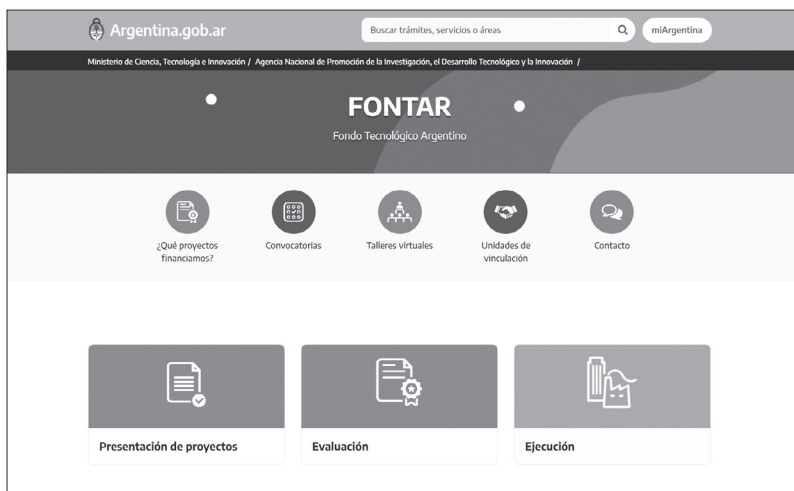 Argentina.gob.ar
Buscar trámites, servicios o áreas
miArgentina
Ministerio de Ciencia, Tecnología e Innovación / Agencia Nacional de Promoción de la Investigación, el Desarrollo Tecnológico y la Innovación /
FONTAR
Fondo Tecnológico Argentino
¿Qué proyectos
financiamos?
Convocatorias
Talleres virtuales
Unidades de
vinculación
Contacto
Presentación de proyectos
Evaluación
Ejecución